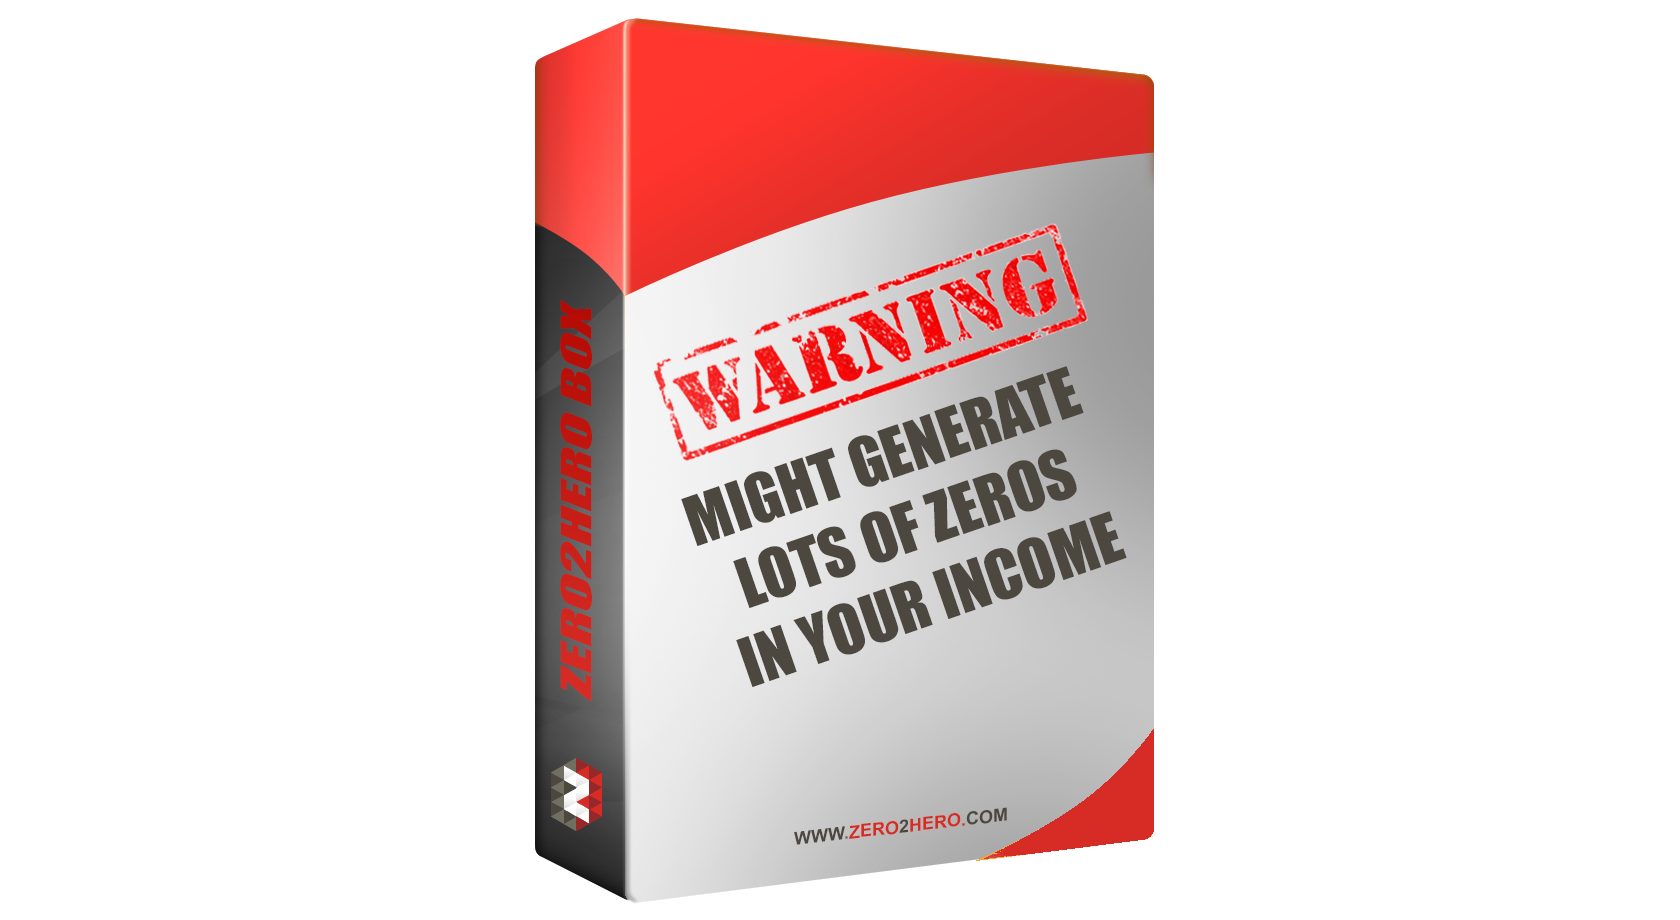 ZERO2HERO BOX
WARNING
MIGHT GENERATE
LOTS OF ZEROS
IN YOUR INCOME
WWW.ZERO2HERO.COM